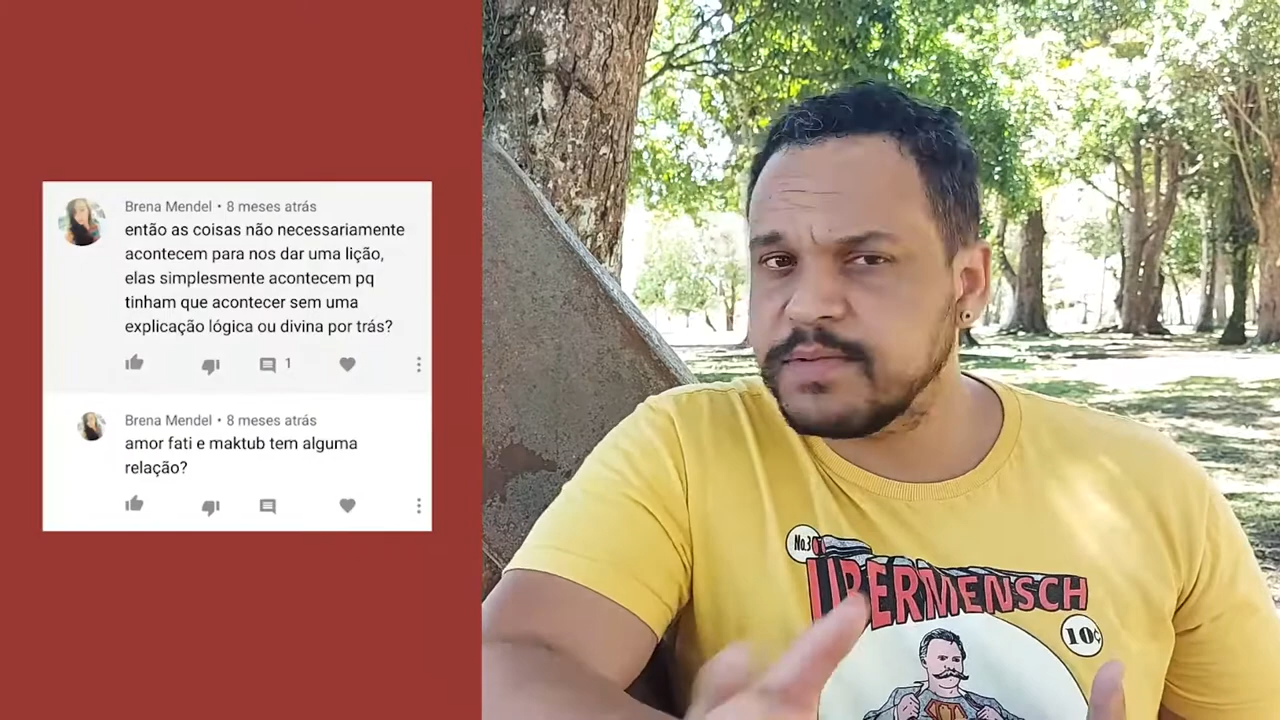 Brena Mendel • 8 meses atrás
então as coisas não necessariamente
acontecem para nos dar uma lição,
elas simplesmente acontecem pq
tinham que acontecer sem uma
explicação lógica ou divina por trás?
1
Brena Mendel • 8 meses atrás
amor fati e maktub tem alguma
relação?
No.3
ÜBERMENSCH
10¢